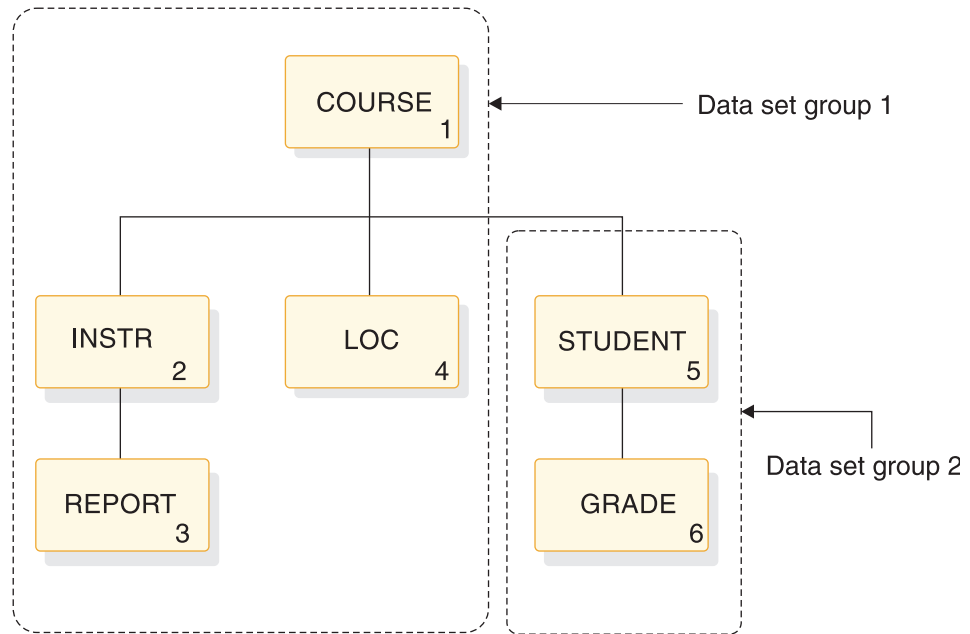 COURSE
1
Data set group 1
INSTR
2
LOC
4
STUDENT
5
Data set group 2
REPORT
3
GRADE
6